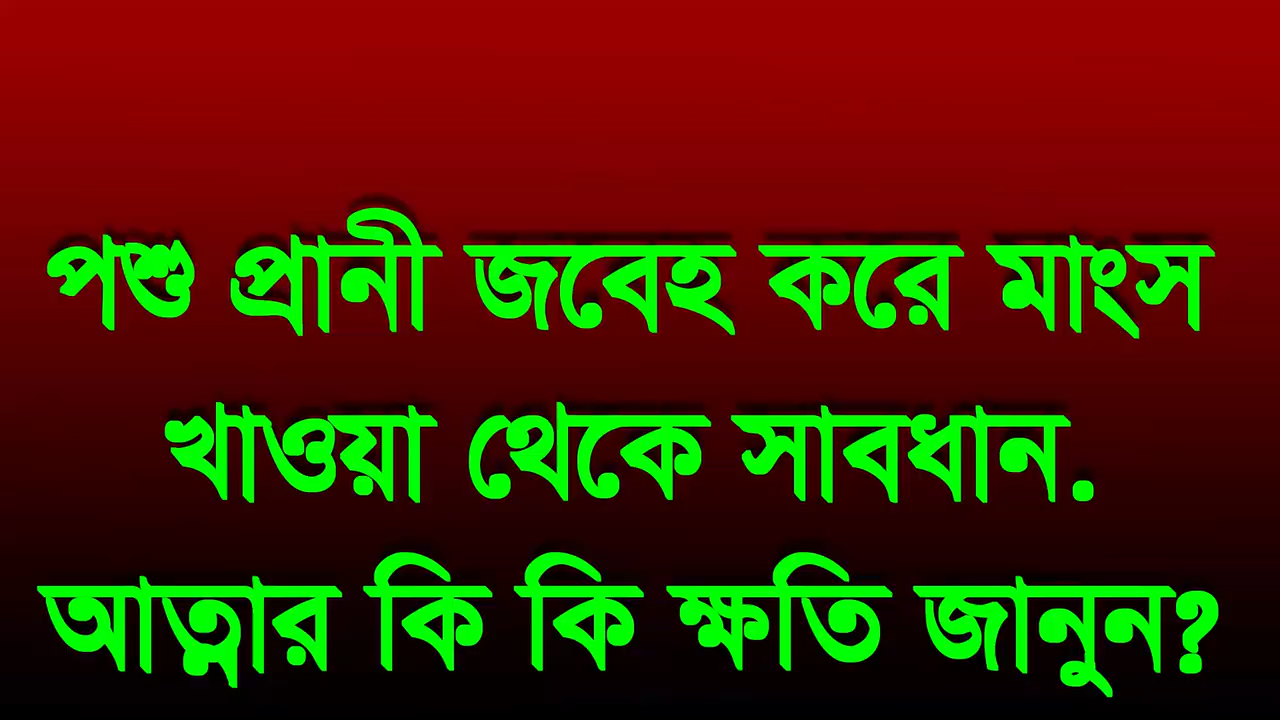 পশু প্রানী জবেহ করে মাংস
খাওয়া থেকে সাবধান.
আত্নার কি কি ক্ষতি জানুন?